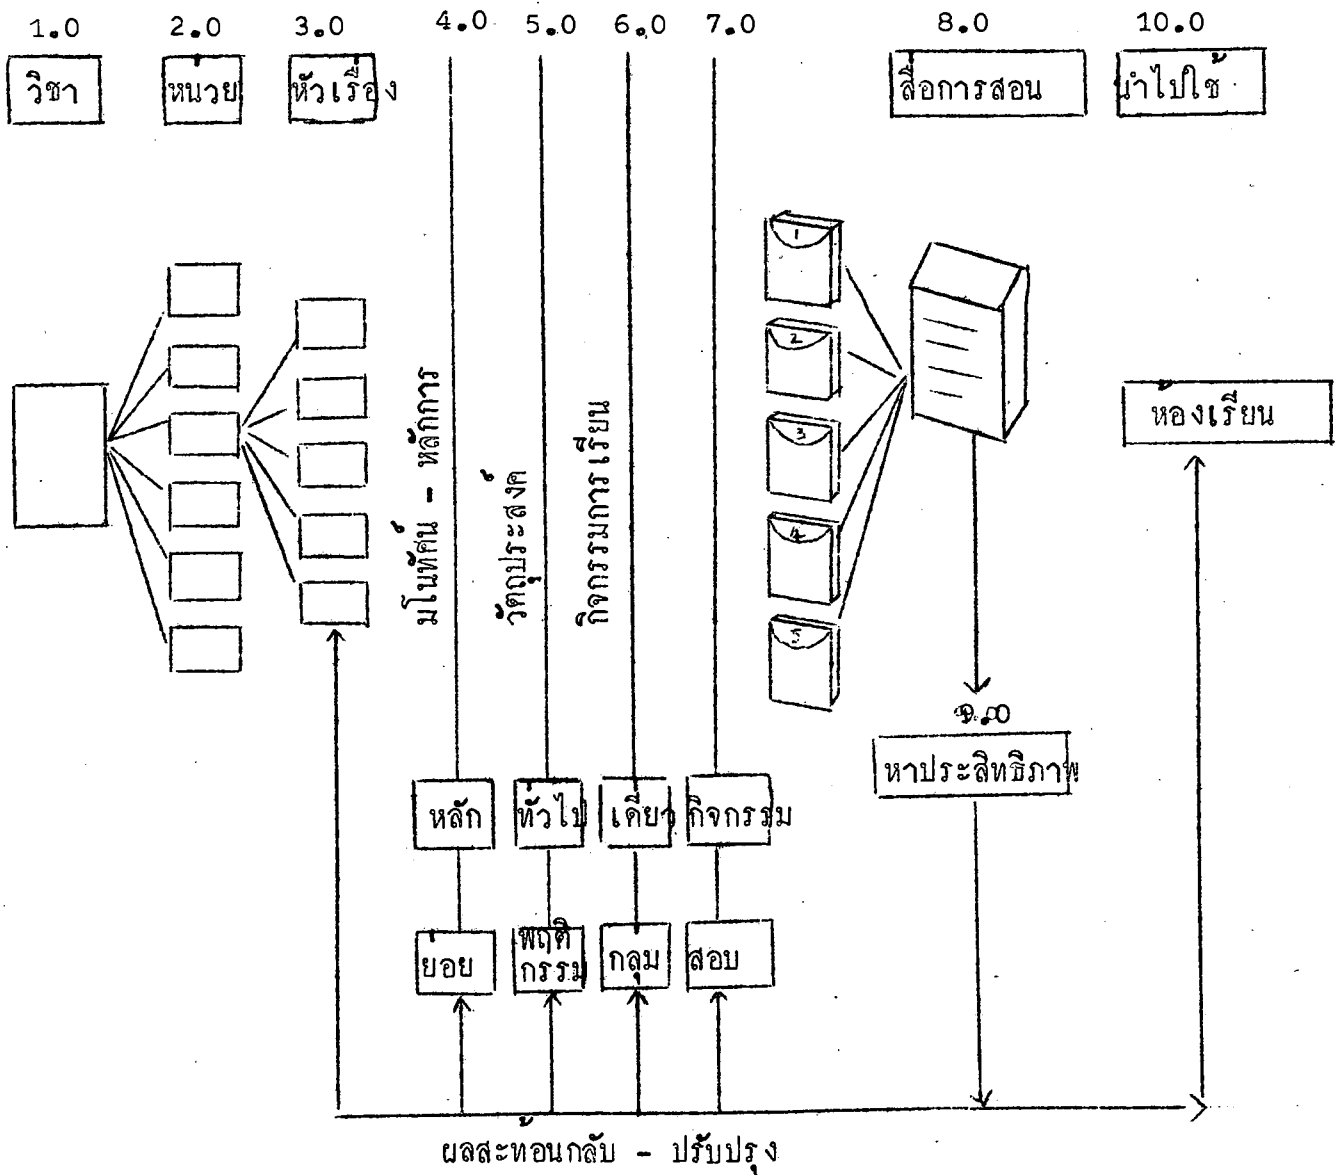 1.0 2.0 3.0 4.0 5.0 6.0 7.0 8.0 10.0
วิชา หน่วย หัวเรื่อง สื่อการสอน นำไปใช้
มโนทัศน์ - หลักการ
วัตถุประสงค์
กิจกรรมการเรียน
1
2
3
4
5
ห้องเรียน
9.0
หาประสิทธิภาพ
หลัก ทั่วไป เดียว กิจกรรม
ย่อย พฤติ กลุ่ม สอบ
กรรม
ผลสะท้อนกลับ - ปรับปรุง